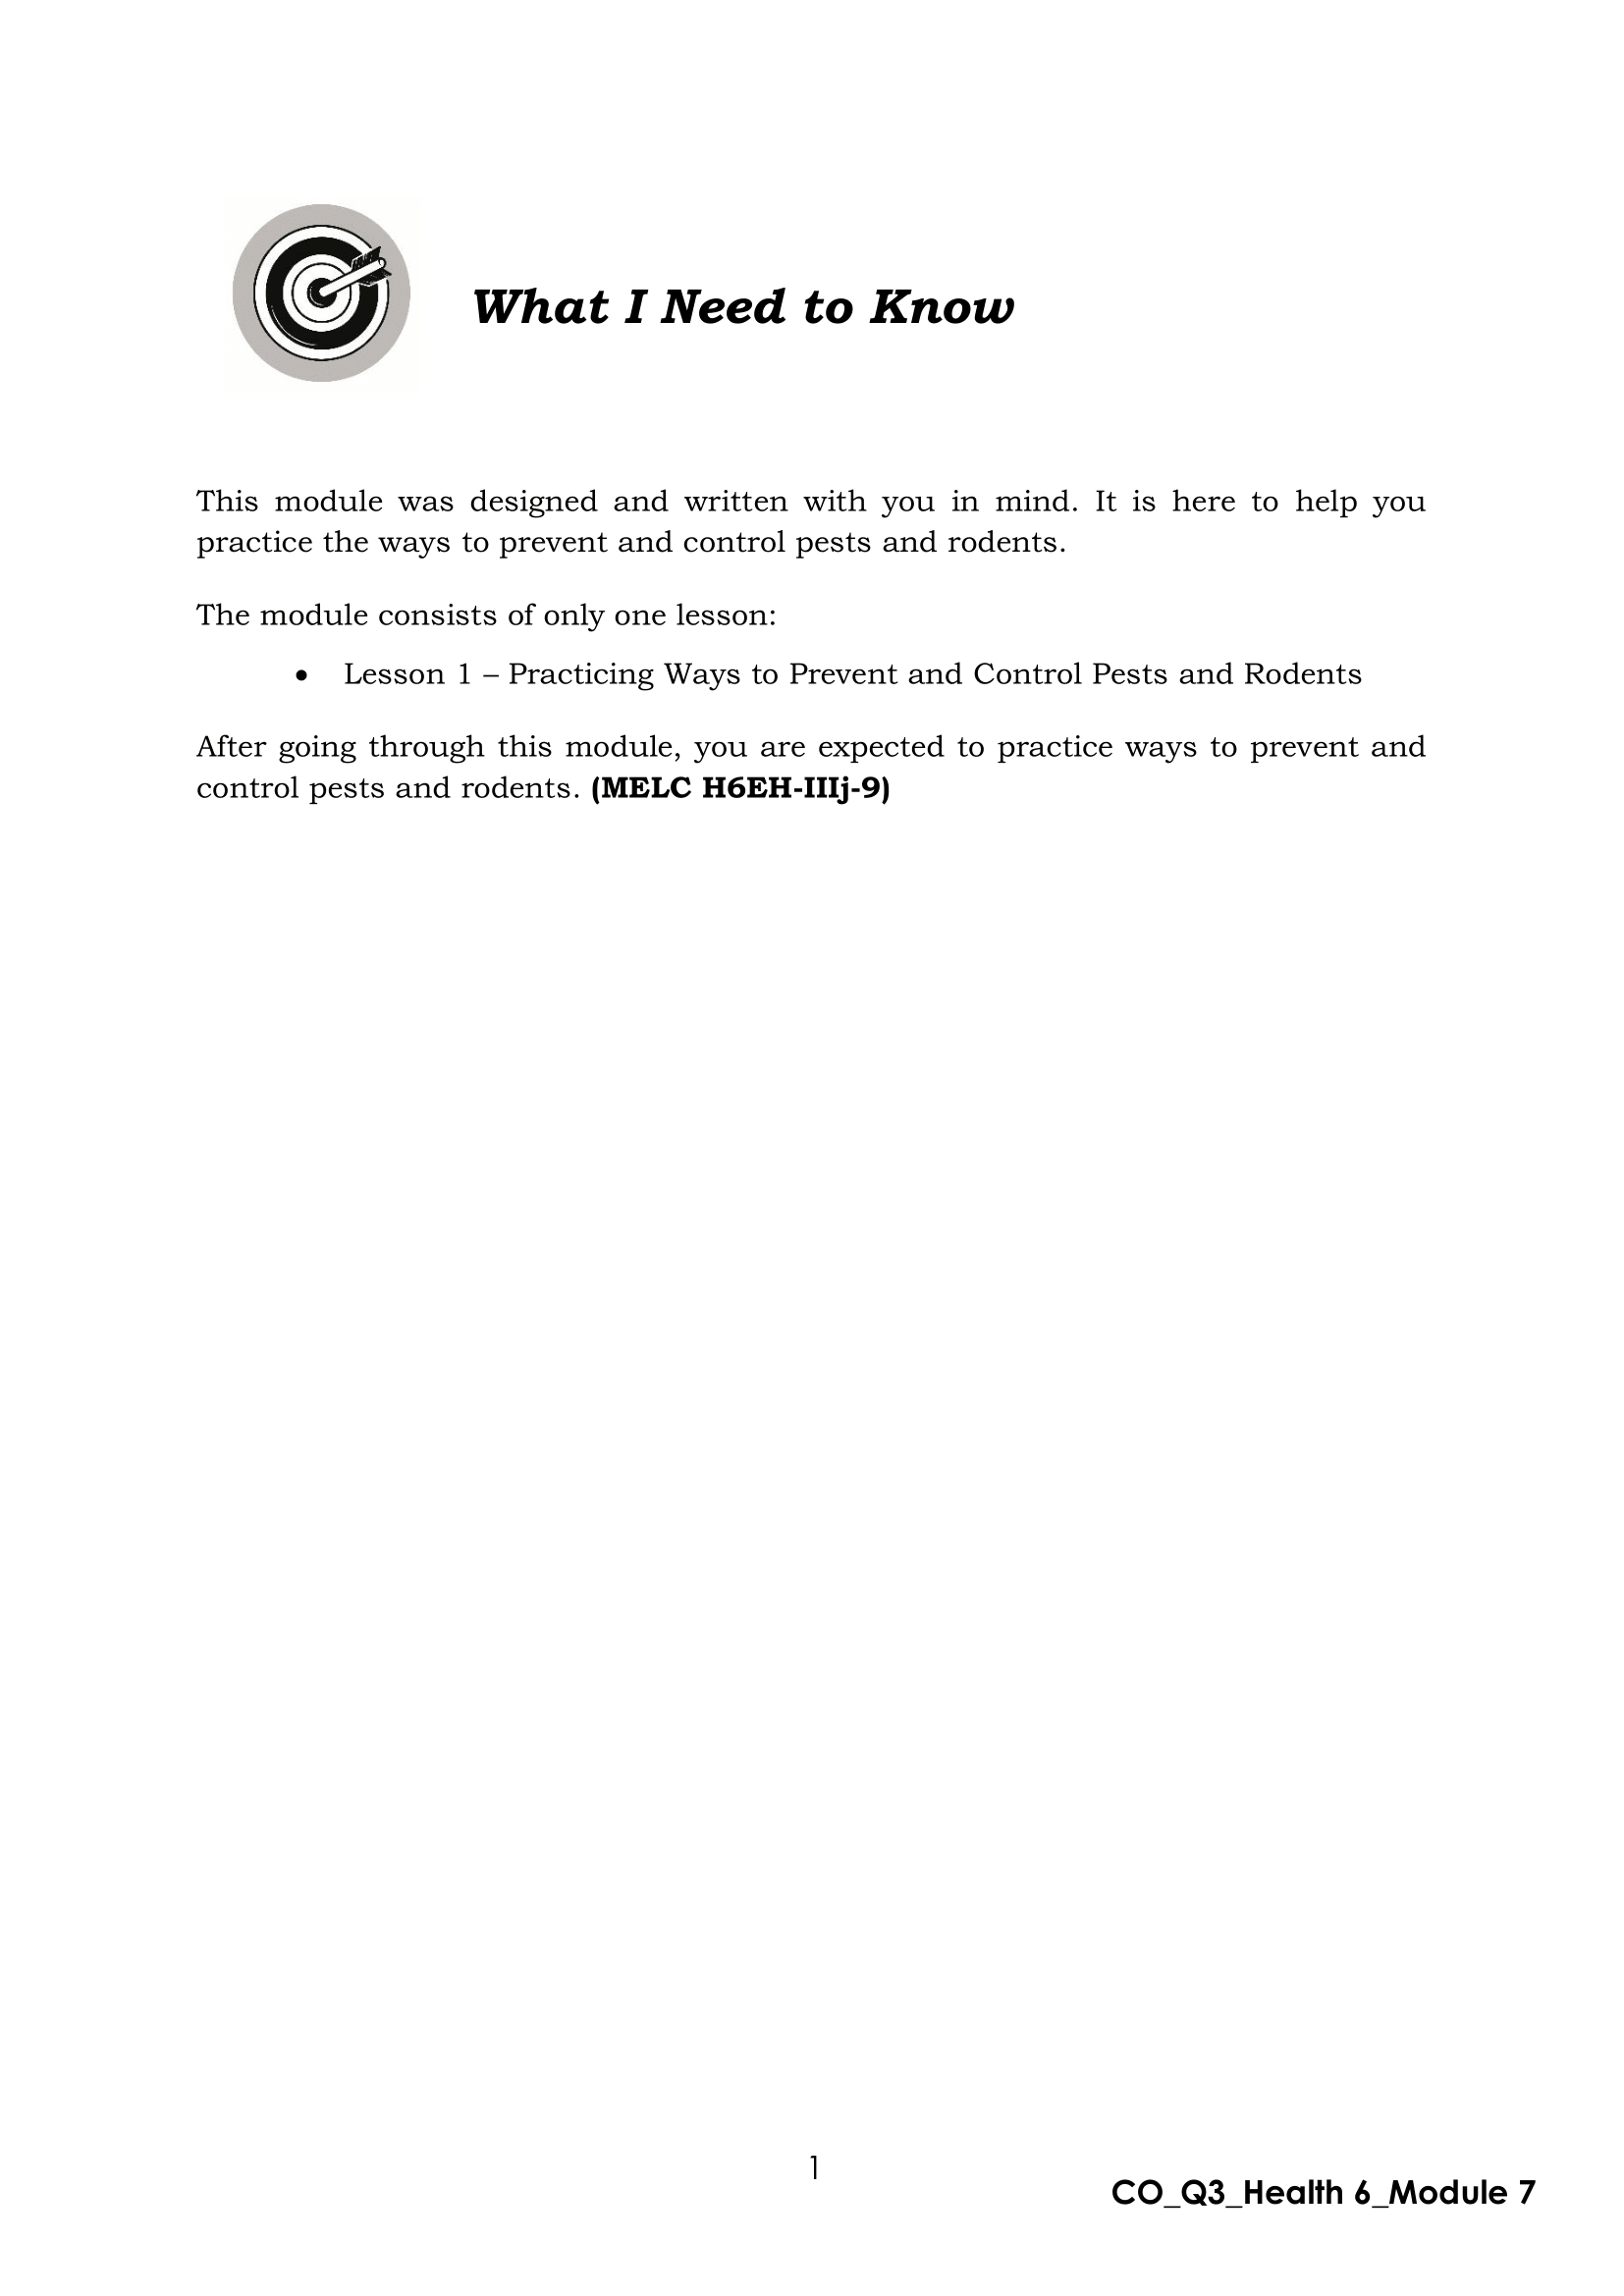 What I Need to Know
This module was designed and written with you in mind. It is here to help you
practice the ways to prevent and control pests and rodents.
The module consists of only one lesson:
• Lesson 1 – Practicing Ways to Prevent and Control Pests and Rodents
After going through this module, you are expected to practice ways to prevent and
control pests and rodents. (MELC H6EH-IIIj-9)
1
CO_Q3_Health 6_Module 7